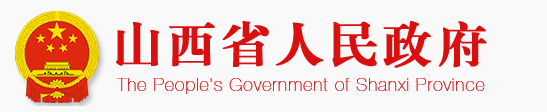 山西省人民政府
The People's Government of Shanxi Province